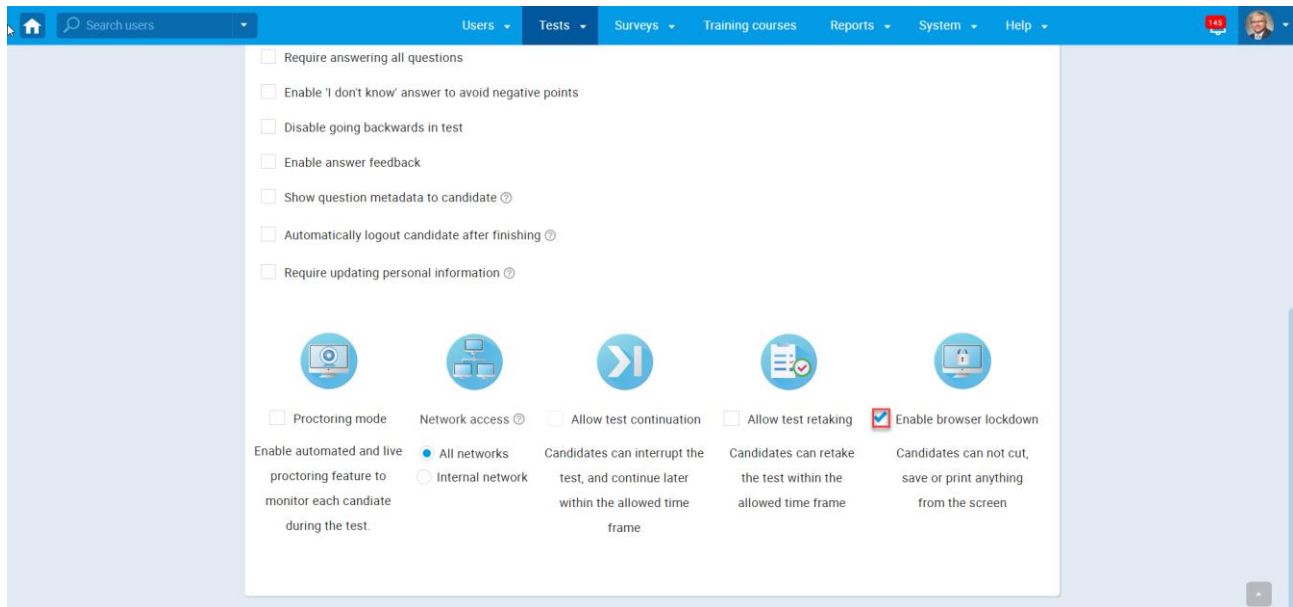 Search users
Users
Tests
Surveys
Training courses
Reports
System
Help
145
Require answering all questions
Enable 'I don't know' answer to avoid negative points
Disable going backwards in test
Enable answer feedback
Show question metadata to candidate
Automatically logout candidate after finishing
Require updating personal information
Proctoring mode
Enable automated and live
proctoring feature to
monitor each candiate
during the test.
Network access
All networks
Internal network
Allow test continuation
Candidates can interrupt the
test, and continue later
within the allowed time
frame
Allow test retaking
Candidates can retake
the test within the
allowed time frame
Enable browser lockdown
Candidates can not cut,
save or print anything
from the screen